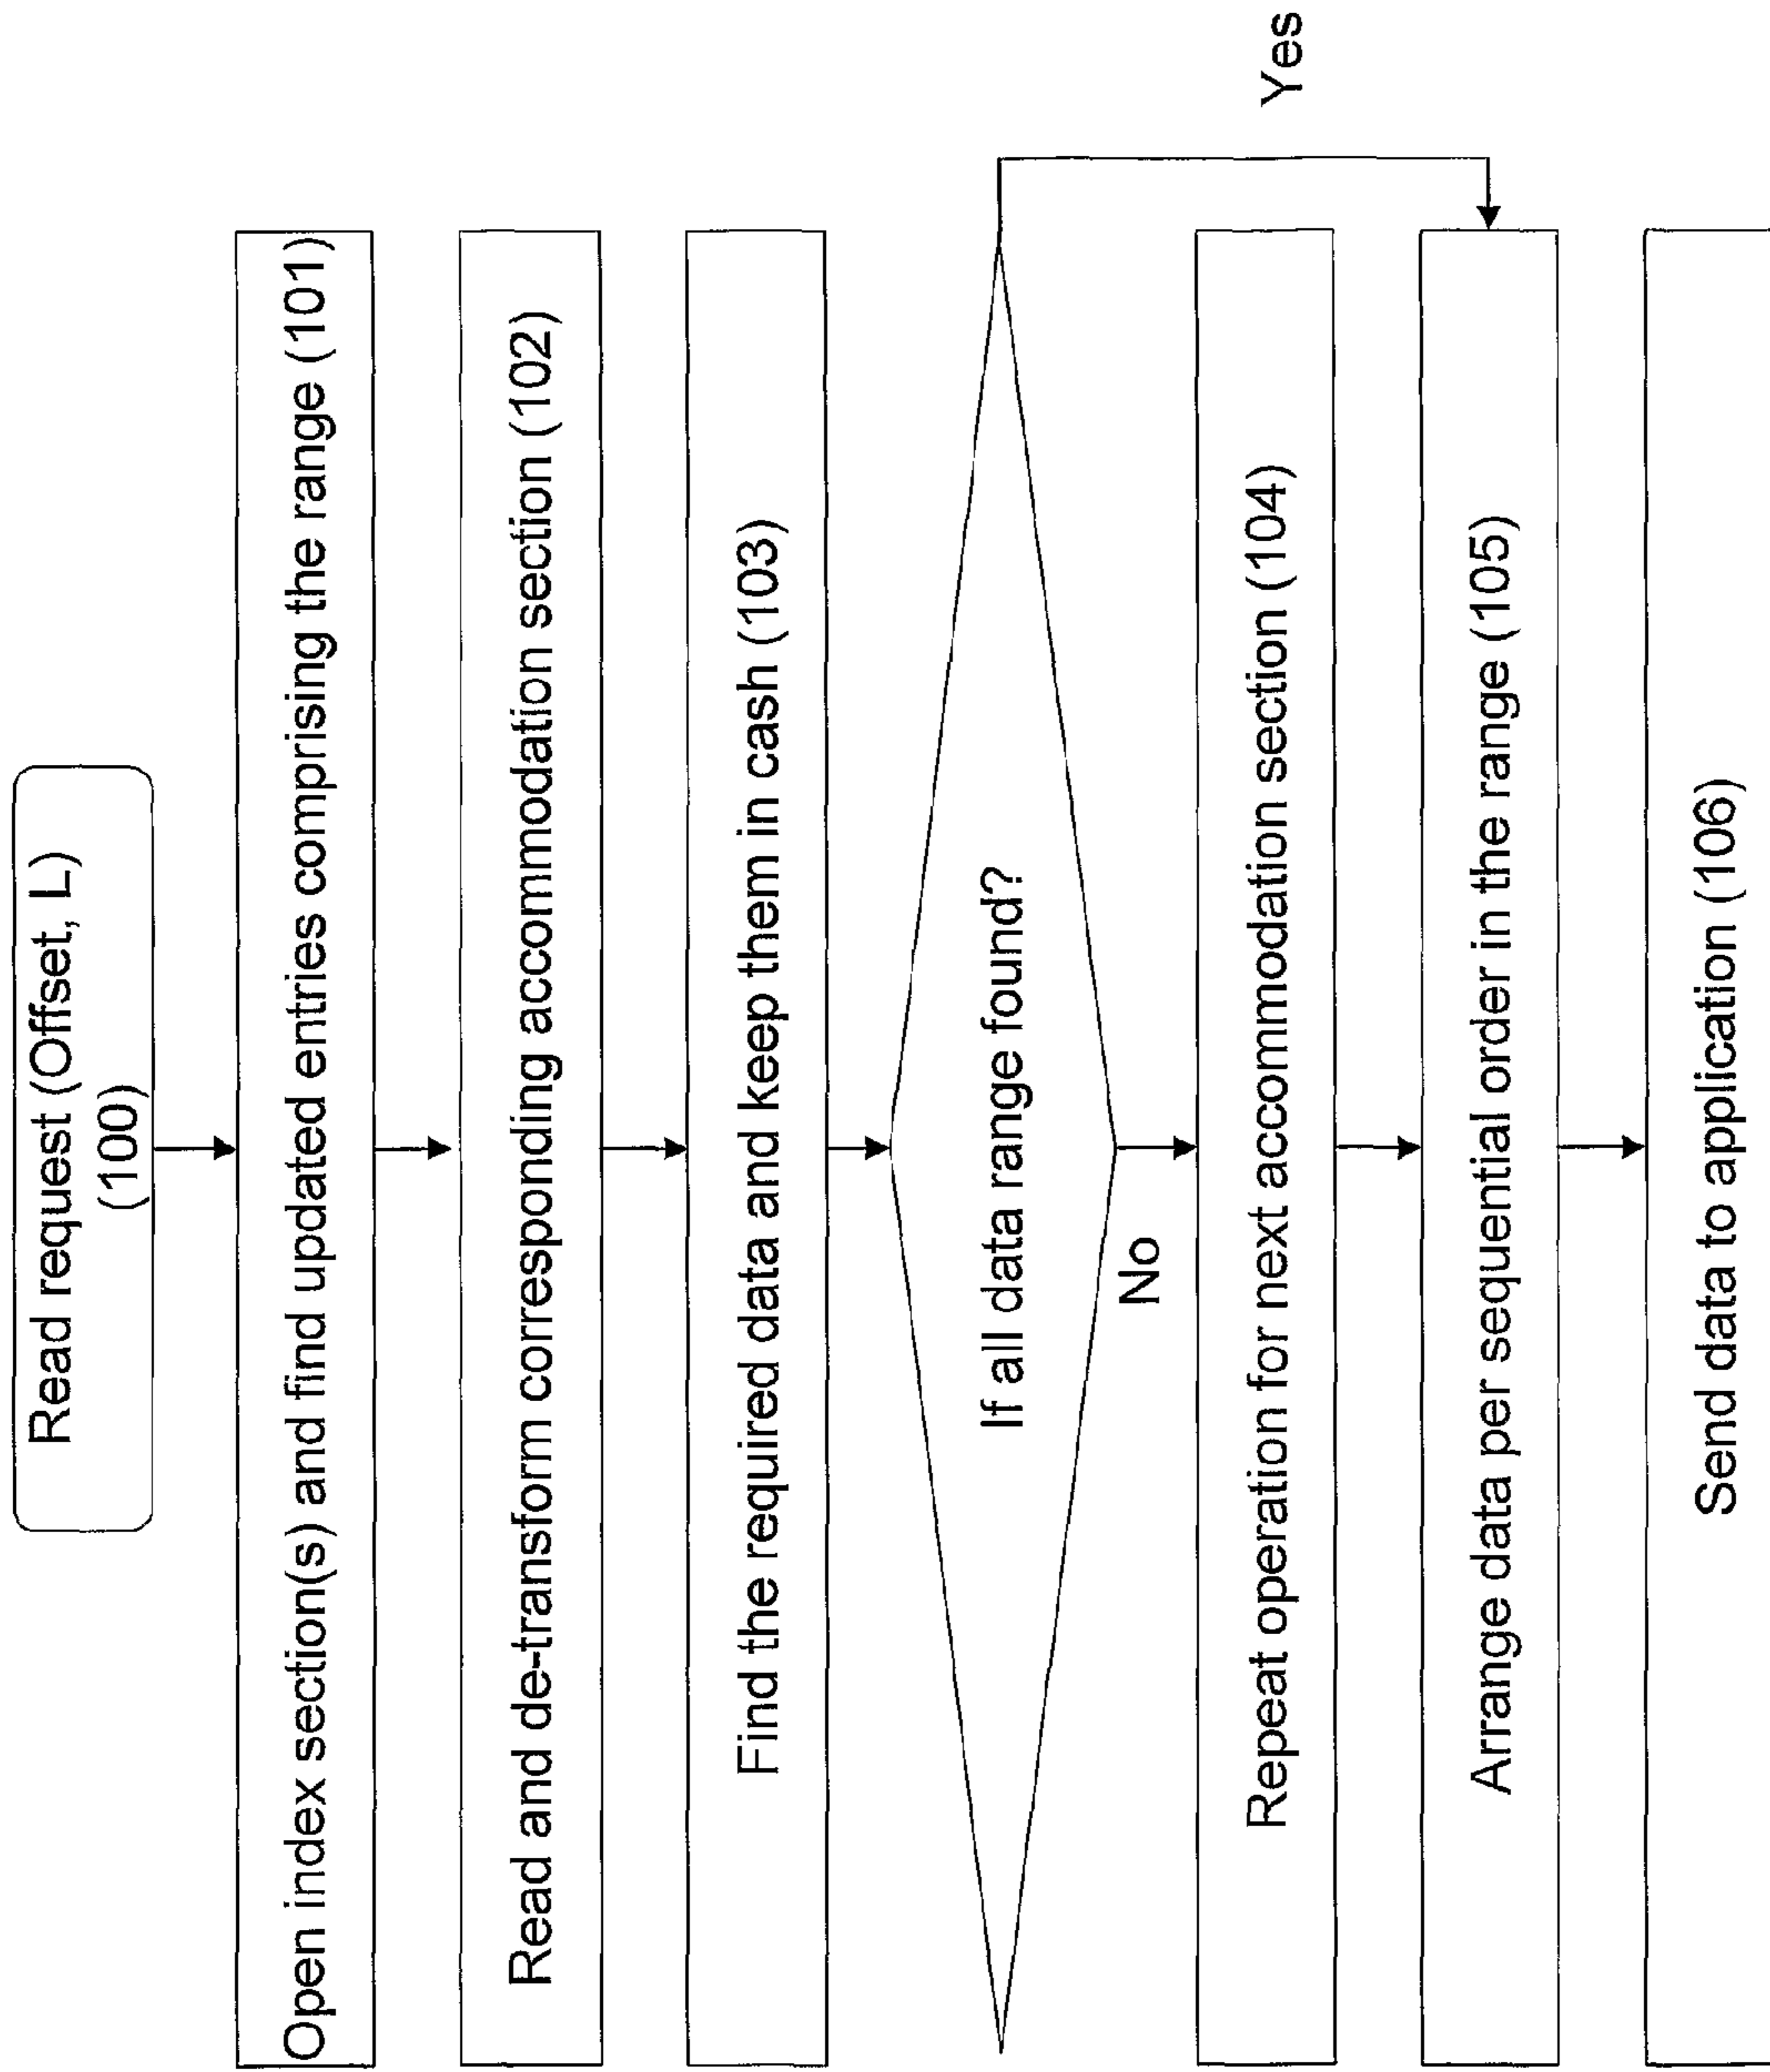 Read request (Offset, L)
(100)
Open index section(s) and find updated entries comprising the range (101)
Read and de-transform corresponding accommodation section (102)
Find the required data and keep them in cash (103)
If all data range found?
Yes
No
Repeat operation for next accommodation section (104)
Arrange data per sequential order in the range (105)
Send data to application (106)